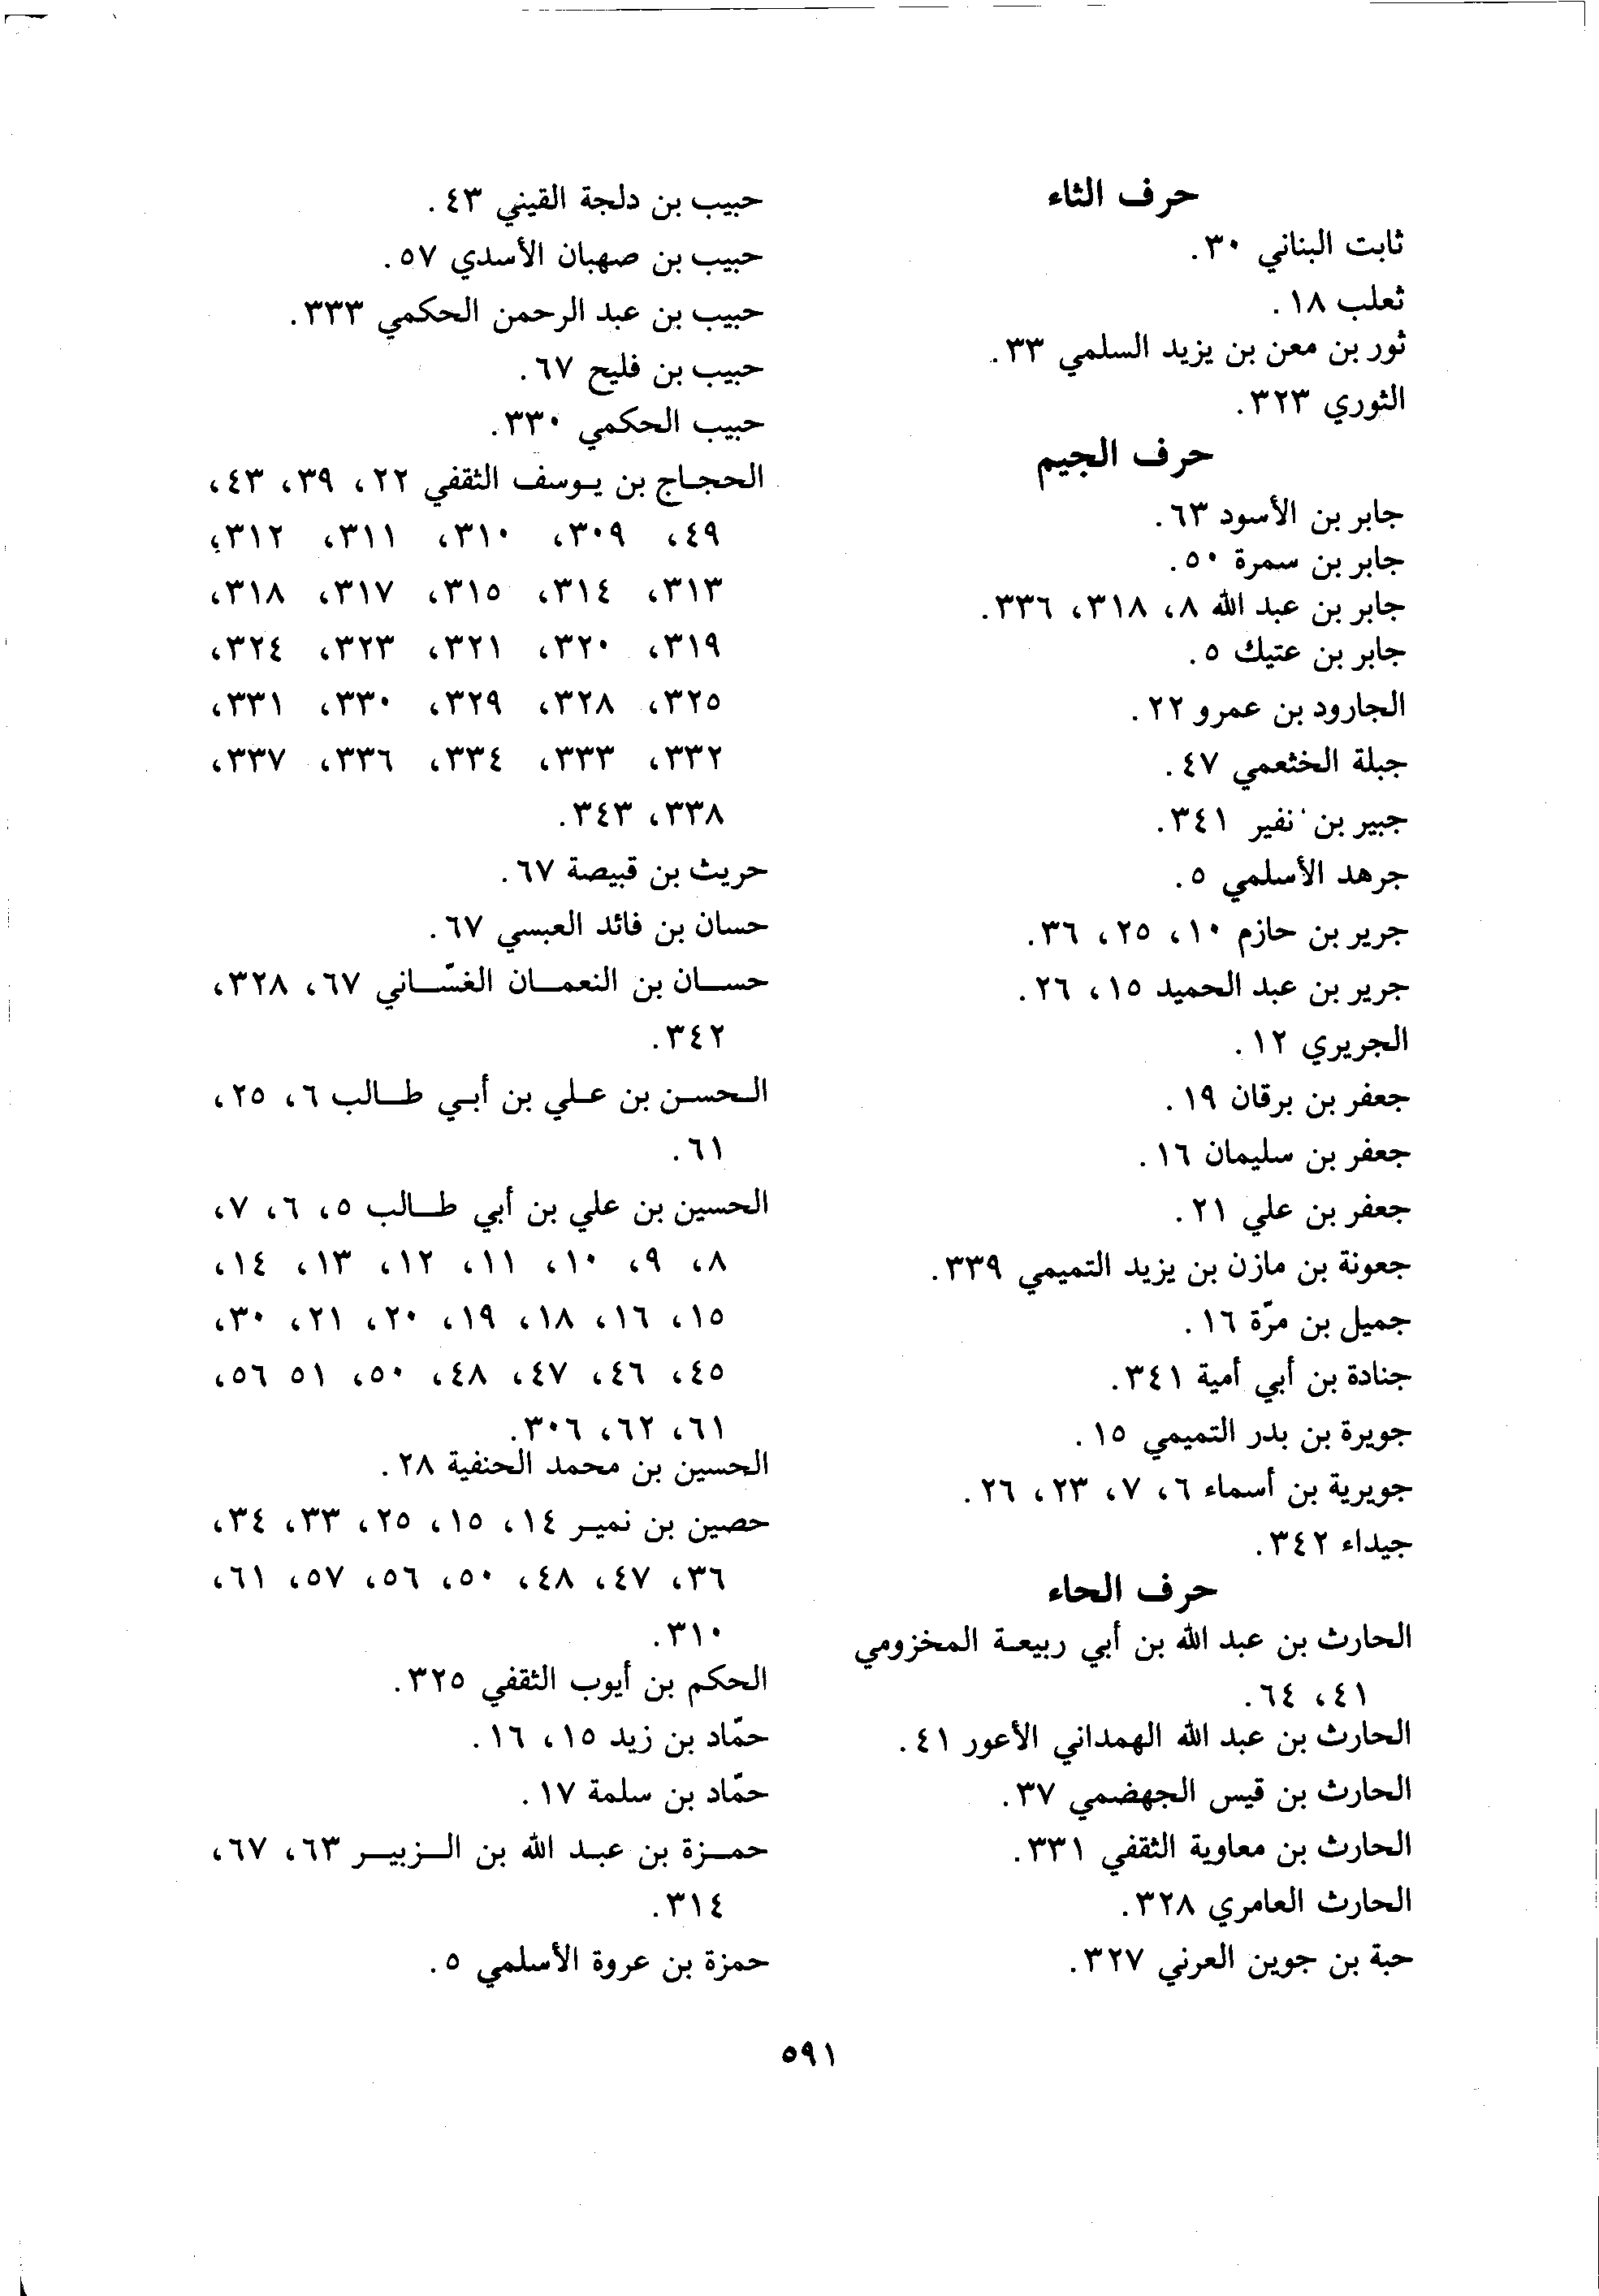 حرف الثاء
ثابت البناني ٣٠.
ثعلب ١٨.
ثور بن معن بن يزيد السلمي ٣٣.
الثوري ٣٢٣.
حرف الجيم
جابر بن الأسود ٦٣.
جابر بن سمرة ٥٠.
جابر بن عبد الله ٨، ٣١٨، ٣٣٦.
جابر بن عتيك ٥.
الجارود بن عمرو ٢٢.
جبلة الخثعمي ٤٧.
جبير بن نفير ٣٤١.
جرهد الأسلمي ٥.
جرير بن حازم ١٠، ٢٥، ٣٦.
جرير بن عبد الحميد ١٥، ٢٦.
الجريري ١٢.
جعفر بن برقان ١٩.
جعفر بن سليمان ١٦.
جعفر بن علي ٢١.
جعونة بن مازن بن يزيد التميمي ٣٣٩.
جميل بن مرّة ١٦.
جنادة بن أبي أمية ٣٤١.
جويرة بن بدر التميمي ١٥.
جويرية بن أسماء ٦، ٧، ٢٣، ٢٦.
جيداء ٣٤٢.
حرف الحاء
الحارث بن عبد الله بن أبي ربيعة المخزومي
٤١، ٦٤.
الحارث بن عبد الله الهمداني الأعور ٤١.
الحارث بن قيس الجهضمي ٣٧.
الحارث بن معاوية الثقفي ٣٣١.
الحارث العامري ٣٢٨.
حبة بن جوين العرني ٣٢٧.
حبيب بن دلجة القيني ٤٣.
حبيب بن صهبان الأسدي ٥٧.
حبيب بن عبد الرحمن الحكمي ٣٣٣.
حبيب بن فليح ٦٧.
حبيب الحكمي ٣٣٠.
الحجاج بن يوسف الثقفي ٢٢، ٣٩، ٤٣،
٤٩، ٣٠٩، ٣١٠، ٣١١، ٣١٢،
٣١٣، ٣١٤، ٣١٥، ٣١٧، ٣١٨،
٣١٩، ٣٢٠، ٣٢١، ٣٢٣، ٣٢٤،
٣٢٥، ٣٢٨، ٣٢٩، ٣٣٠، ٣٣١،
٣٣٢، ٣٣٣، ٣٣٤، ٣٣٦، ٣٣٧،
٣٣٨، ٣٤٣.
حريث بن قبيصة ٦٧.
حسان بن فائد العبسي ٦٧.
حسان بن النعمان الغسّاني ٦٧، ٣٢٨،
٣٤٢.
الحسن بن علي بن أبي طالب ٦، ٢٥،
٦١.
الحسين بن علي بن أبي طالب ٥، ٦، ٧،
٨، ٩، ١٠، ١١، ١٢، ١٣، ١٤،
١٥، ١٦، ١٨، ١٩، ٢٠، ٢١، ٣٠،
٤٥، ٤٦، ٤٧، ٤٨، ٥٠، ٥١ ٥٦،
٦١، ٦٢، ٣٠٦.
الحسين بن محمد الحنفية ٢٨.
حصين بن نمير ١٤، ١٥، ٢٥، ٣٣، ٣٤،
٣٦، ٤٧، ٤٨، ٥٠، ٥٦، ٥٧، ٦١،
٣١٠.
الحكم بن أيوب الثقفي ٣٢٥.
حمّاد بن زيد ١٥، ١٦.
حمّاد بن سلمة ١٧.
حمزة بن عبد الله بن الزبير ٦٣، ٦٧،
٣١٤.
حمزة بن عروة الأسلمي ٥.
٥٩١